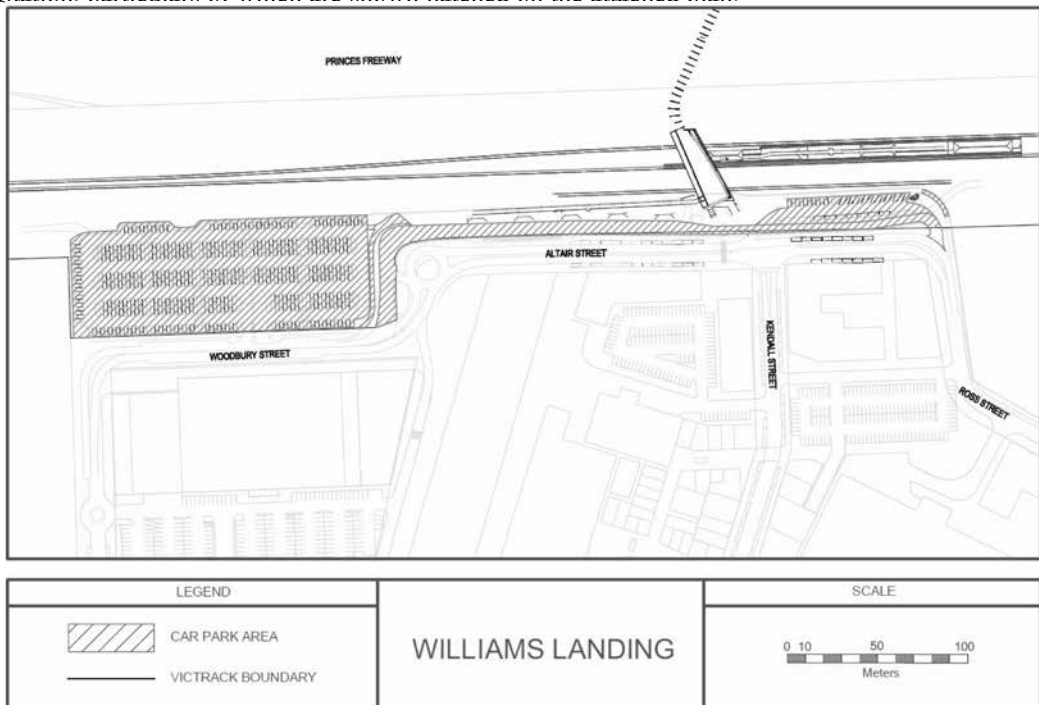 PRINCES FREEWAY
ALTAIR STREET
WOODBURY STREET
KENDALL STREET
ROSS STREET
LEGEND
CAR PARK AREA
VICTRACK BOUNDARY
WILLIAMS LANDING
SCALE
0 10 50 100
Meters